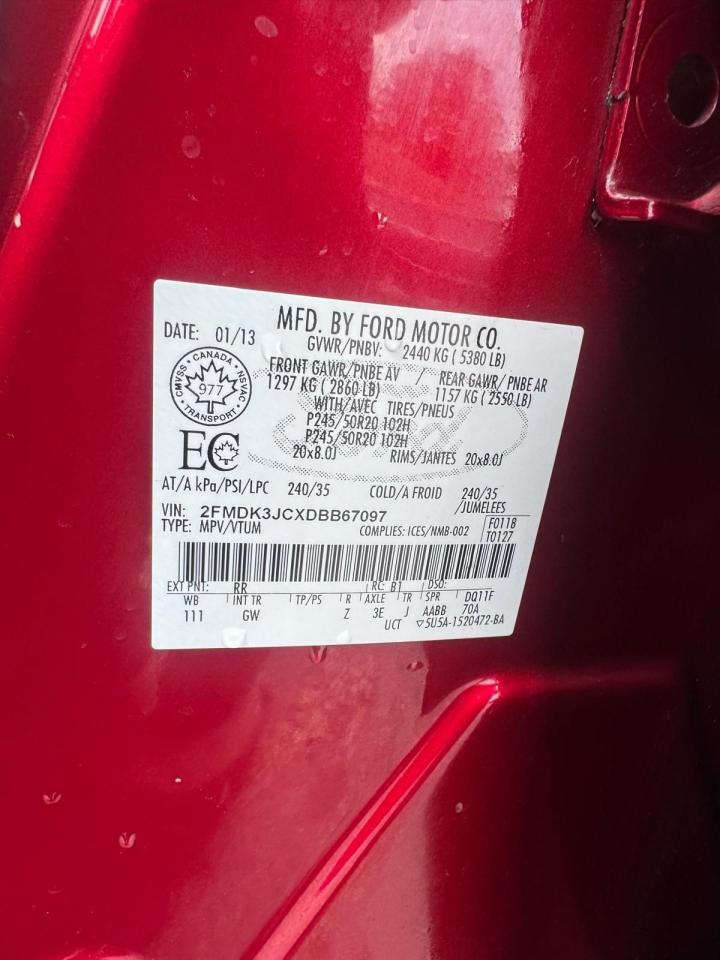 MFD. BY FORD MOTOR CO.
DATE: 01/13
GVWR/PNBV: 2440 KG ( 5380 LB)
FRONT GAWR/PNBE AV / REAR GAWR/ PNBE AR
1297 KG ( 2860 LB) 1157 KG ( 2550 LB)
WITH/AVEC TIRES/PNEUS
P245/50R20 102H
P245/50R20 102H
20x8.0J RIMS/JANTES 20x8.0J
CMVSS • CANADA • NSVAC
977
• TRANSPORT •
EC
AT/A kPa/PSI/LPC 240/35 COLD/A FROID 240/35
/JUMELEES
VIN: 2FMDK3JCXDBB67097
TYPE: MPV/VTUM COMPLIES: ICES/NMB-002
F0118
T0127
EXT PNT: RR RC: B1 DSO:
WB INT TR TP/PS R AXLE TR SPR DQ11F
111 GW Z 3E J AABB 70A
UCT ▽5U5A-1520472-BA